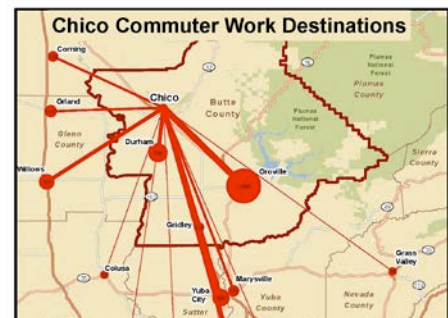 Chico Commuter Work Destinations
Corning
Plumas
National
Forest
Plumas
County
Orland
Chico
Butte
County
Plumas
National
Forest
Glenn
County
Durham
Willows
Oroville
Sierra
County
Gridley
Grass
Valley
Colusa
Marysville
Yuba
City
Yuba
County
Nevada
County
Sutter